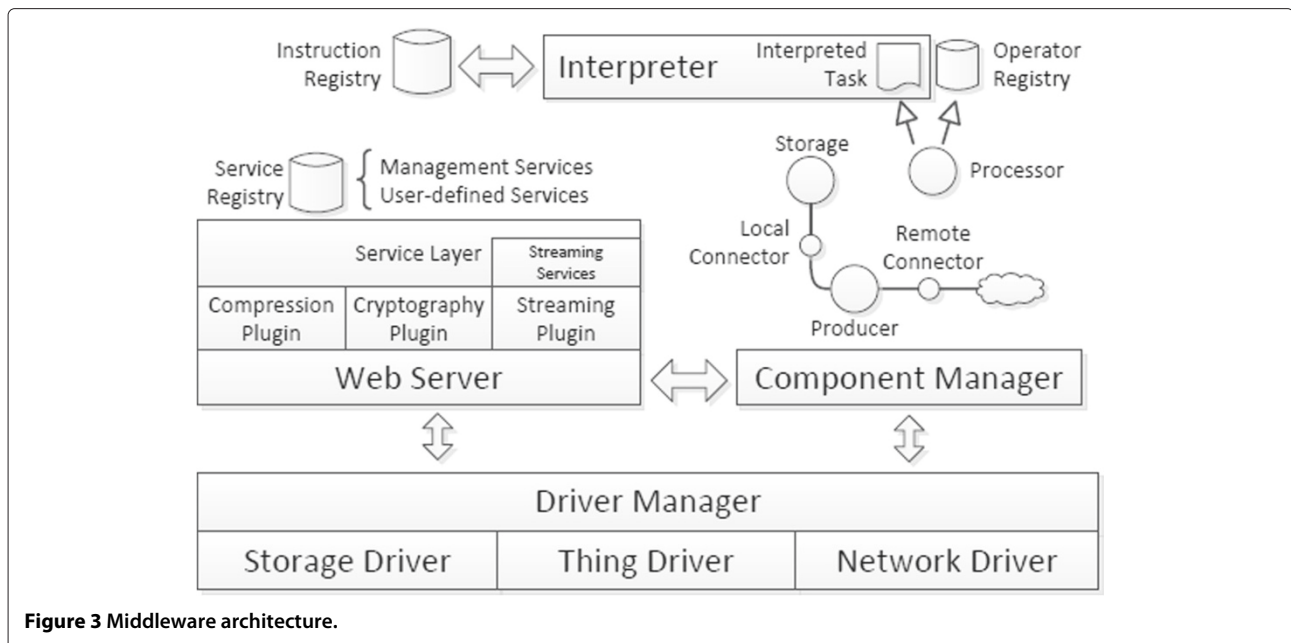 Instruction
Registry
Interpreter
Interpreted
Task
Operator
Registry
Storage
Processor
Service
Registry
Management Services
User-defined Services
Local
Connector
Remote
Connector
Service Layer
Streaming
Services
Compression
Plugin
Cryptography
Plugin
Streaming
Plugin
Producer
Web Server
Component Manager
Driver Manager
Storage Driver
Thing Driver
Network Driver
Figure 3 Middleware architecture.